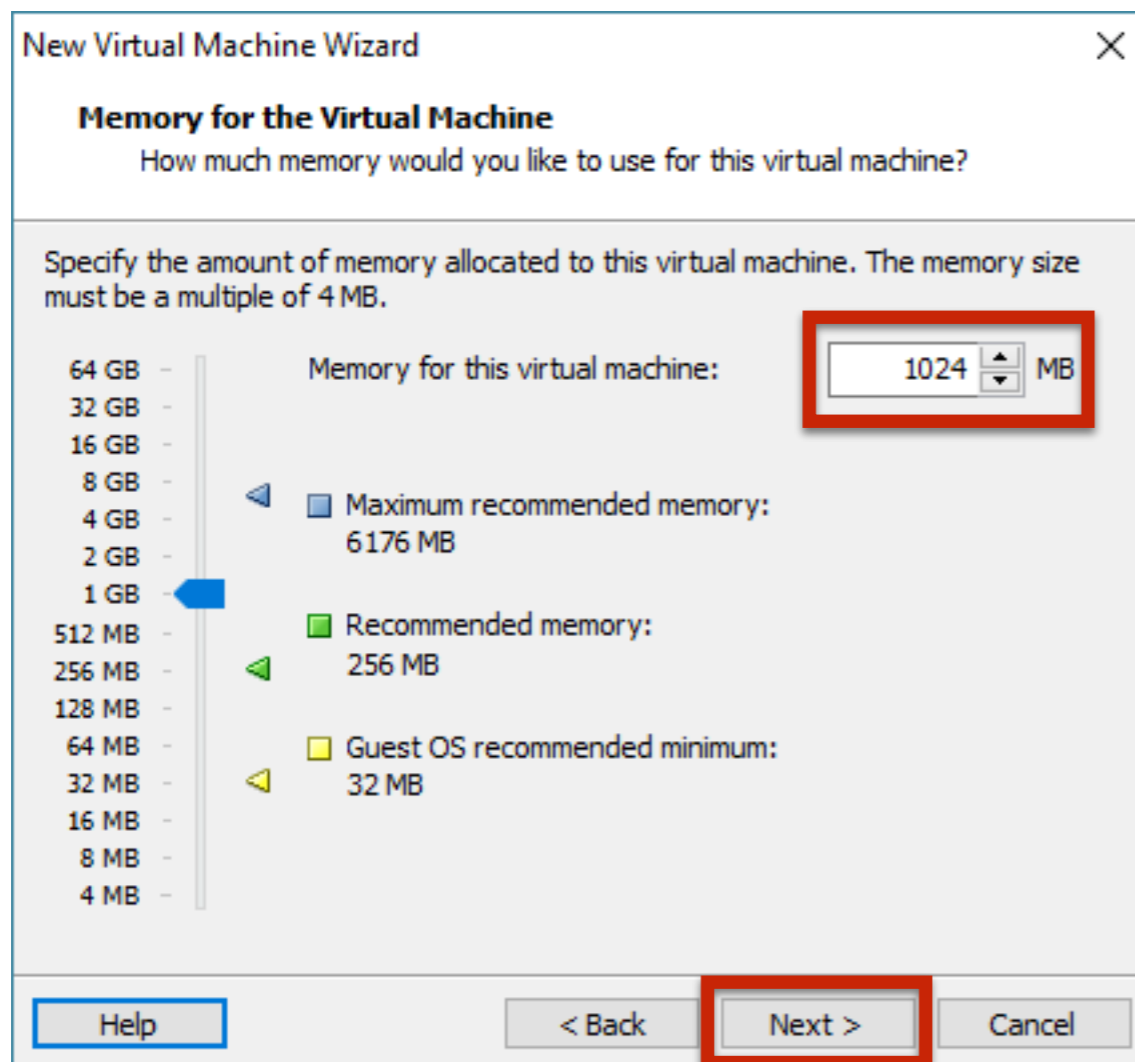 New Virtual Machine Wizard
Memory for the Virtual Machine
How much memory would you like to use for this virtual machine?
Specify the amount of memory allocated to this virtual machine. The memory size
must be a multiple of 4 MB.
64 GB
32 GB
16 GB
8 GB
4 GB
2 GB
1 GB
512 MB
256 MB
128 MB
64 MB
32 MB
16 MB
8 MB
4 MB
Memory for this virtual machine: 1024 MB
Maximum recommended memory:
6176 MB
Recommended memory:
256 MB
Guest OS recommended minimum:
32 MB
Help < Back Next > Cancel